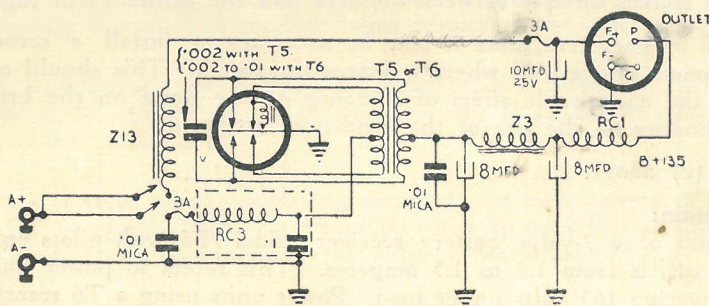 3A
OUTLET
.002 WITH T5.
.002 TO .01 WITH T6
T5 or T6
F+ P
F- G
10MFD
25V
Z13
V
Z3
RC1
B+135
8MFD
8MFD
.01
MICA
A+
3A
RC3
.01
MICA
.1
A-